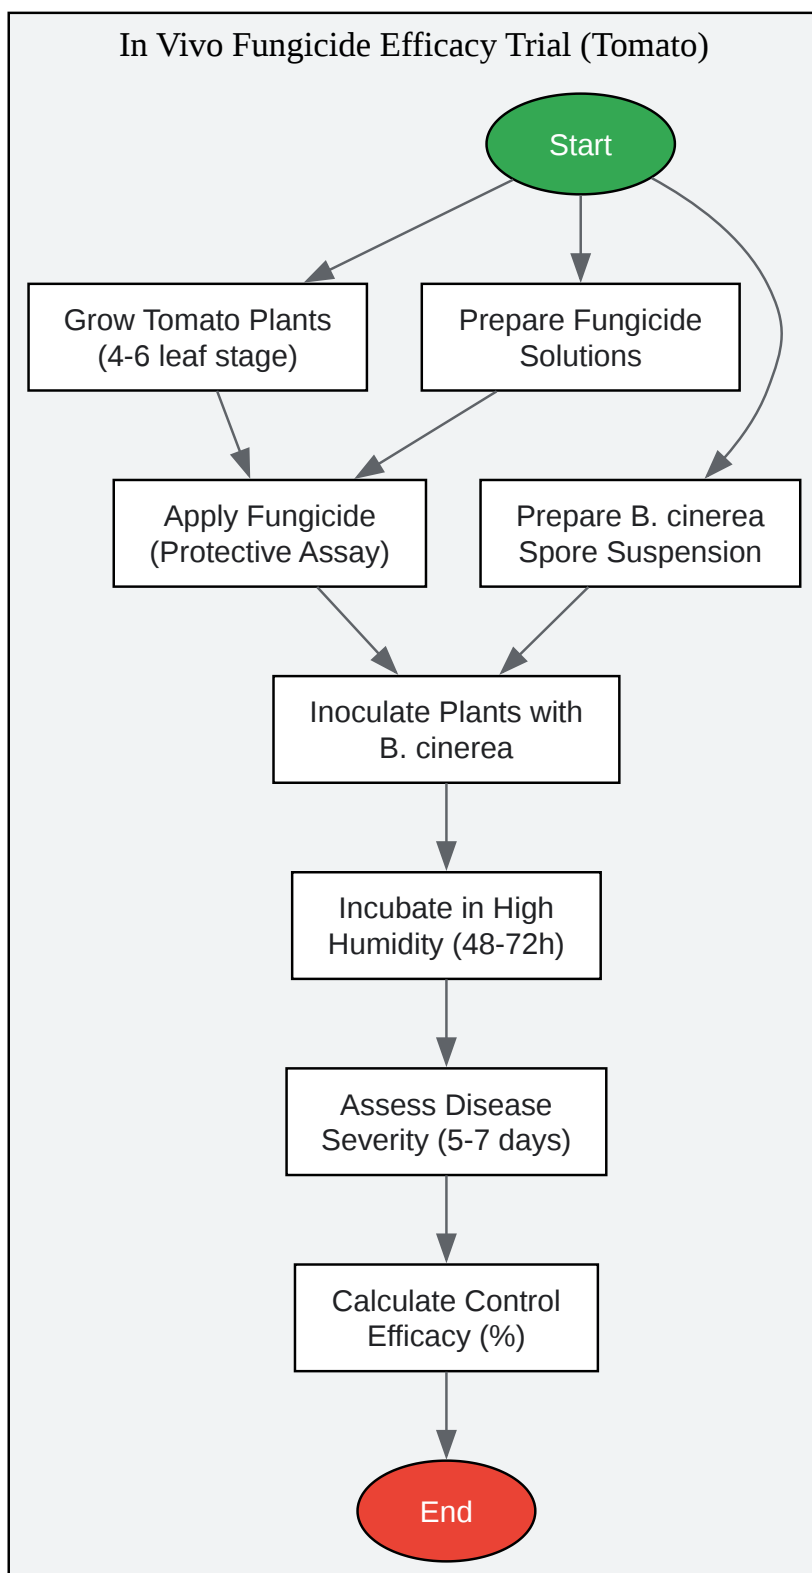 In Vivo Fungicide Efficacy Trial (Tomato)
Start
Grow Tomato Plants
(4-6 leaf stage)
Prepare Fungicide
Solutions
Apply Fungicide
(Protective Assay)
Prepare B. cinerea
Spore Suspension
Inoculate Plants with
B. cinerea
Incubate in High
Humidity (48-72h)
Assess Disease
Severity (5-7 days)
Calculate Control
Efficacy (%)
End